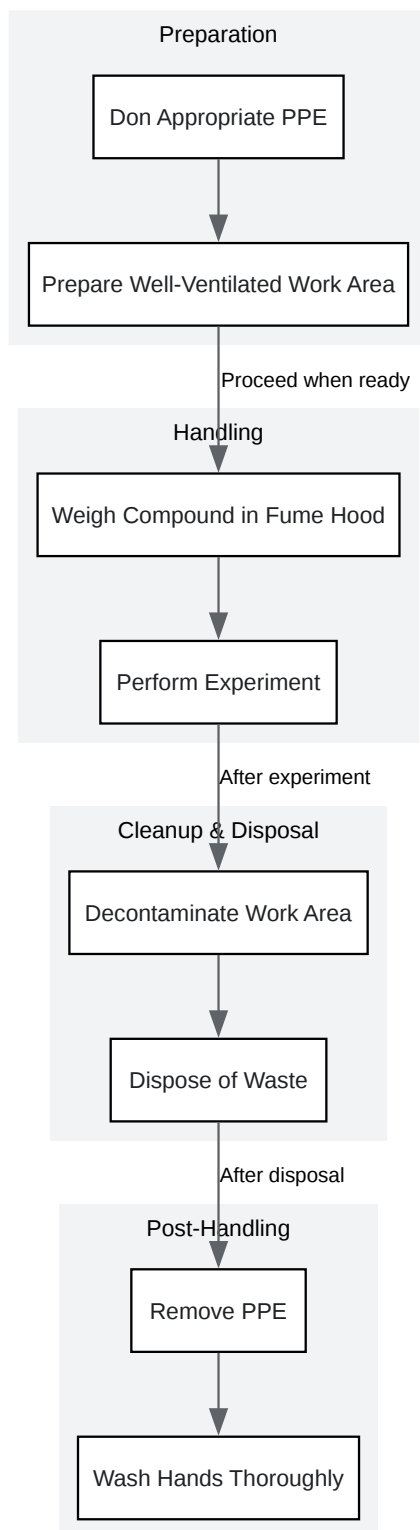 Preparation
Don Appropriate PPE
Prepare Well-Ventilated Work Area
Proceed when ready
Handling
Weigh Compound in Fume Hood
Perform Experiment
After experiment
Cleanup & Disposal
Decontaminate Work Area
Dispose of Waste
After disposal
Post-Handling
Remove PPE
Wash Hands Thoroughly